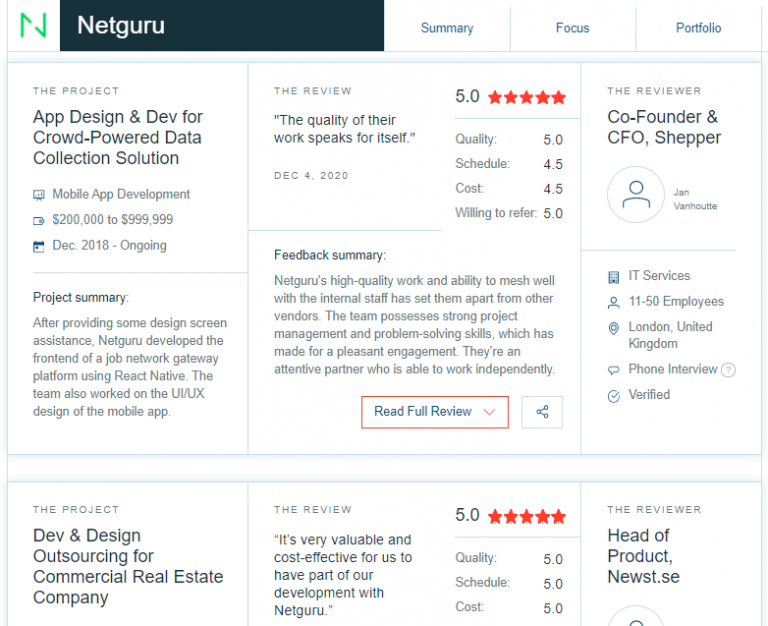 Netguru
Summary
Focus
Portfolio
THE PROJECT
App Design & Dev for
Crowd-Powered Data
Collection Solution
Mobile App Development
$200,000 to $999,999
Dec. 2018 - Ongoing
Project summary:
After providing some design screen
assistance, Netguru developed the
frontend of a job network gateway
platform using React Native. The
team also worked on the UI/UX
design of the mobile app.
THE REVIEW
"The quality of their
work speaks for itself."
DEC 4, 2020
5.0
Quality: 5.0
Schedule: 4.5
Cost: 4.5
Willing to refer: 5.0
Feedback summary:
Netguru's high-quality work and ability to mesh well
with the internal staff has set them apart from other
vendors. The team possesses strong project
management and problem-solving skills, which has
made for a pleasant engagement. They're an
attentive partner who is able to work independently.
Read Full Review
THE REVIEWER
Co-Founder &
CFO, Shepper
Jan
Vanhoutte
IT Services
11-50 Employees
London, United
Kingdom
Phone Interview ?
Verified
THE PROJECT
Dev & Design
Outsourcing for
Commercial Real Estate
Company
THE REVIEW
“It’s very valuable and
cost-effective for us to
have part of our
development with
Netguru.”
5.0
Quality: 5.0
Schedule: 5.0
Cost: 5.0
THE REVIEWER
Head of
Product,
Newst.se